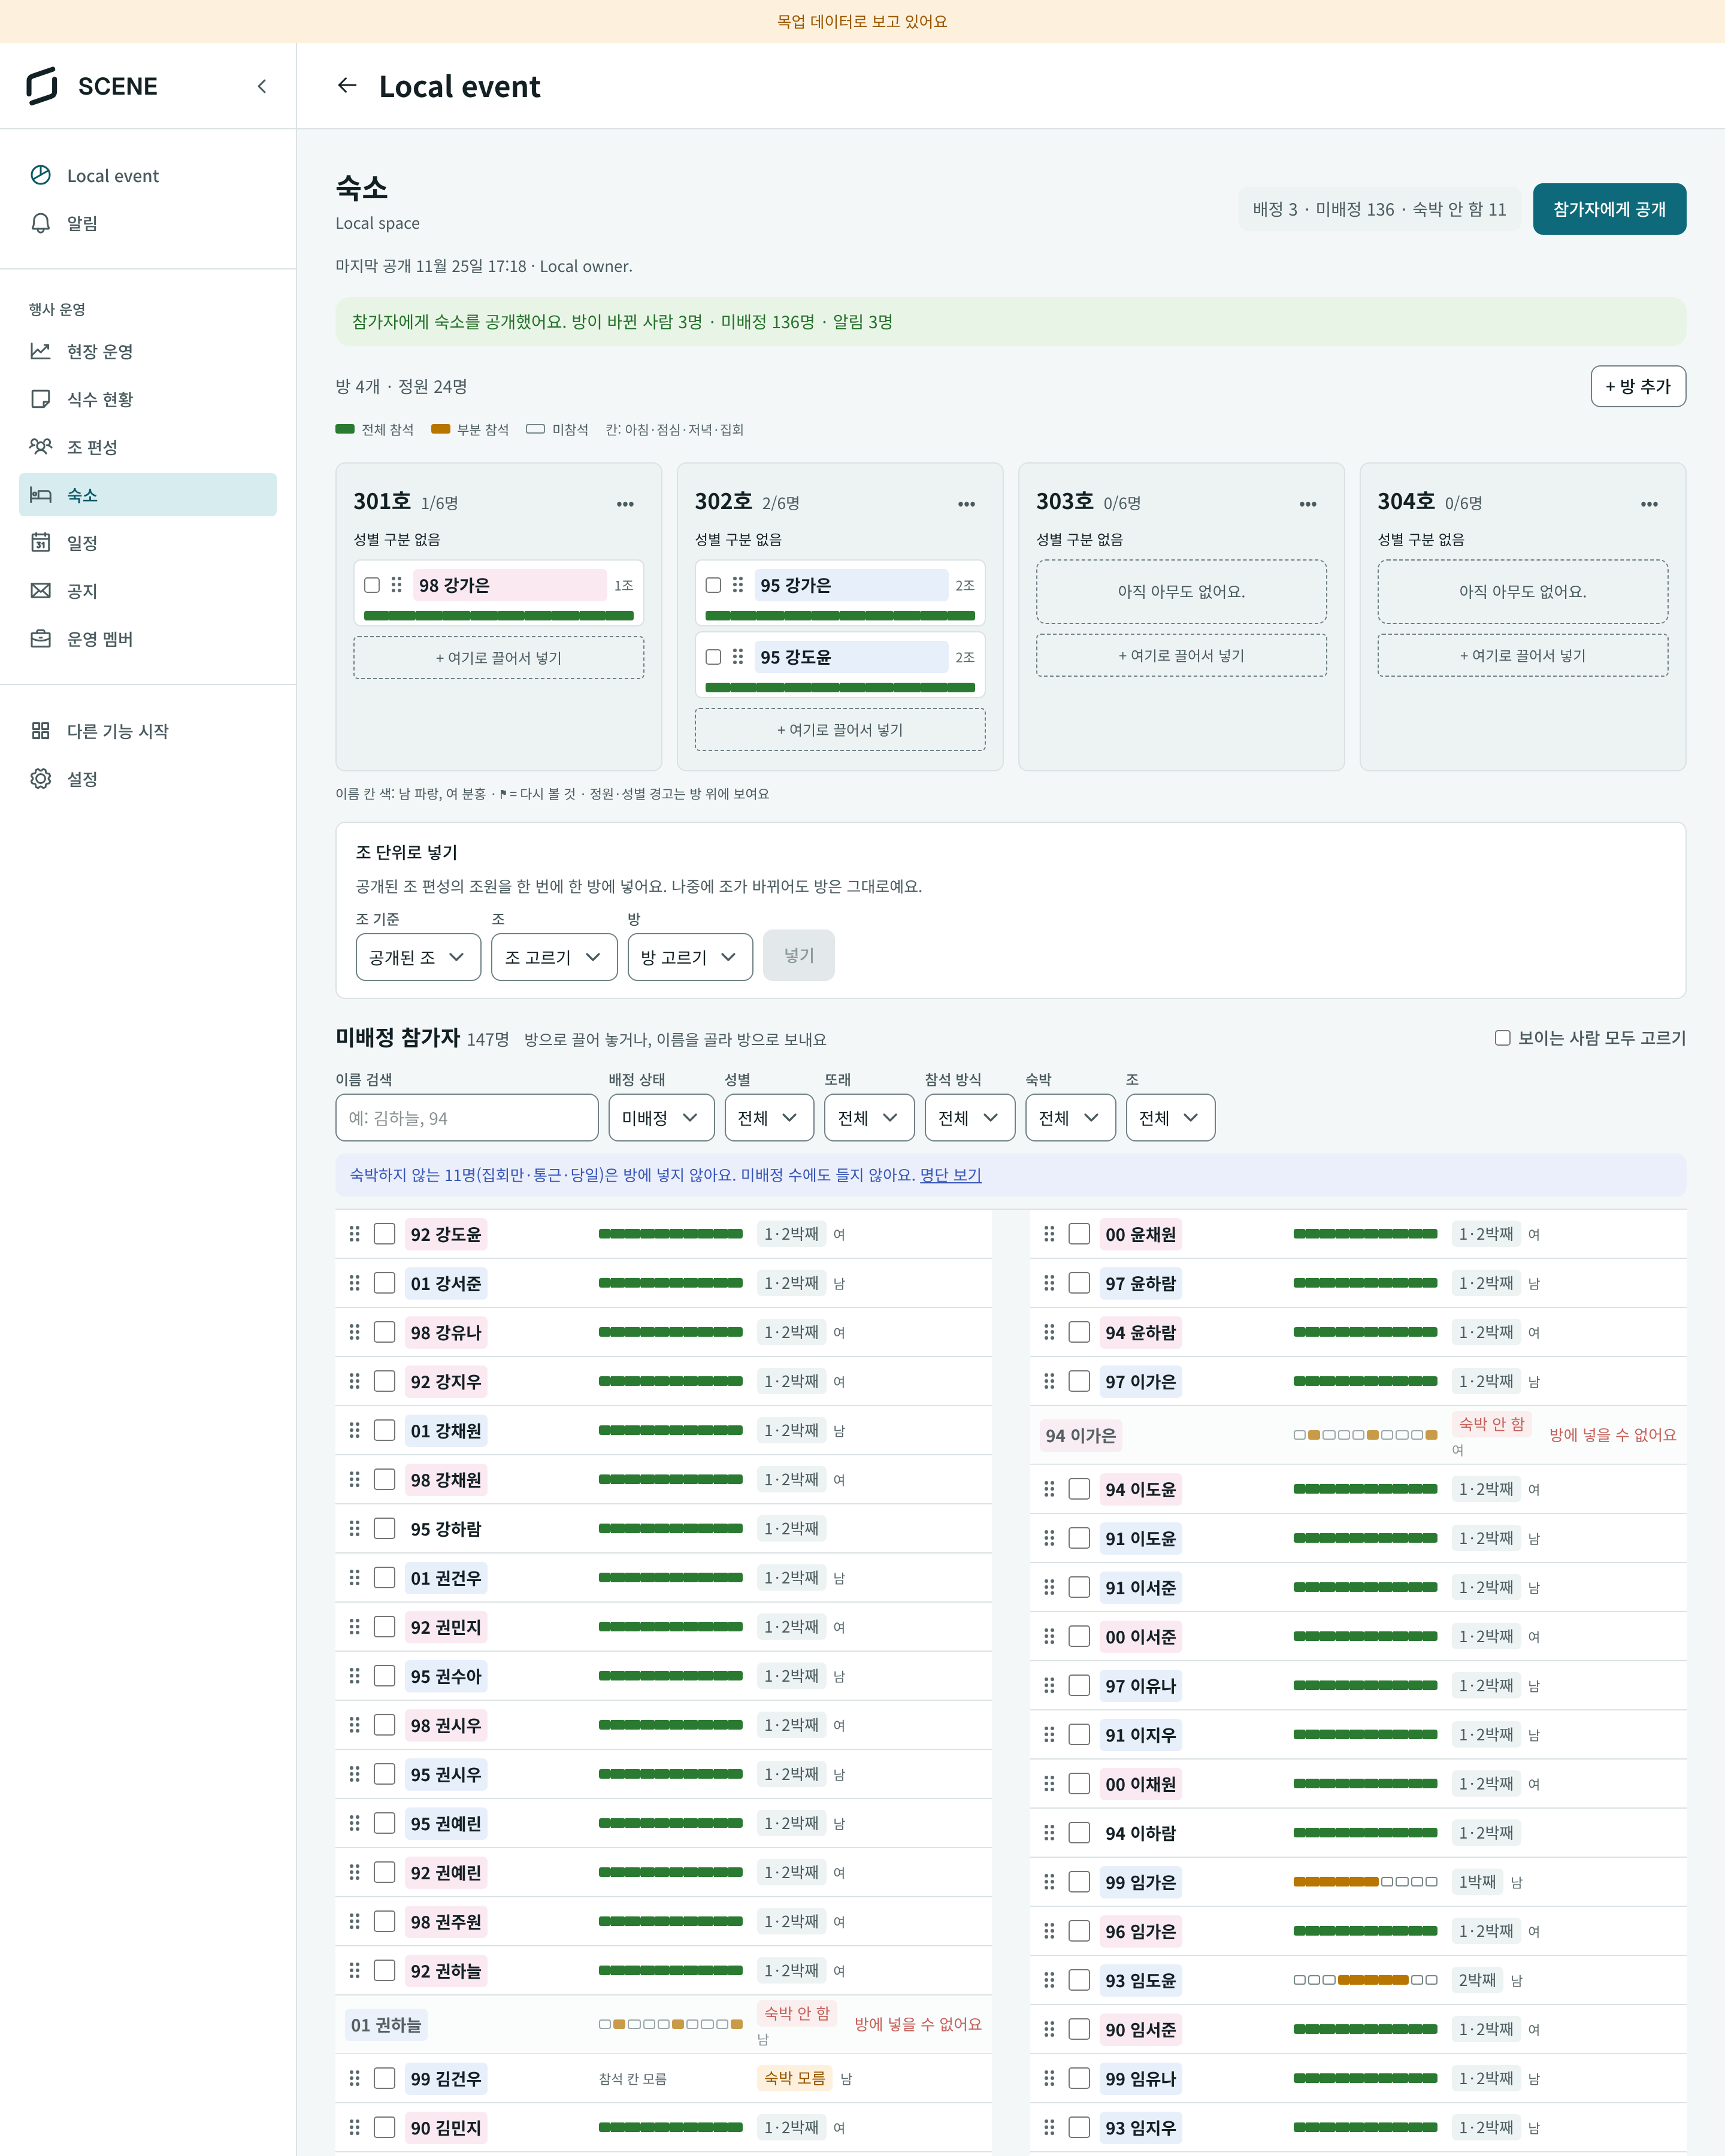 목업 데이터로 보고 있어요
SCENE
Local event
Local event
알림
행사 운영
현장 운영
식수 현황
조 편성
숙소
일정
공지
운영 멤버
다른 기능 시작
설정
숙소
Local space
배정 3 · 미배정 136 · 숙박 안 함 11
참가자에게 공개
마지막 공개 11월 25일 17:18 · Local owner.
참가자에게 숙소를 공개했어요. 방이 바뀐 사람 3명 · 미배정 136명 · 알림 3명
방 4개 · 정원 24명
+ 방 추가
전체 참석 부분 참석 미참석 칸: 아침·점심·저녁·집회
301호 1/6명
성별 구분 없음
98 강가은 1조
+ 여기로 끌어서 넣기
302호 2/6명
성별 구분 없음
95 강가은 2조
95 강도윤 2조
+ 여기로 끌어서 넣기
303호 0/6명
성별 구분 없음
아직 아무도 없어요.
+ 여기로 끌어서 넣기
304호 0/6명
성별 구분 없음
아직 아무도 없어요.
+ 여기로 끌어서 넣기
이름 칸 색: 남 파랑, 여 분홍 · ⚑ = 다시 볼 것 · 정원·성별 경고는 방 위에 보여요
조 단위로 넣기
공개된 조 편성의 조원을 한 번에 한 방에 넣어요. 나중에 조가 바뀌어도 방은 그대로예요.
조 기준 조 방
공개된 조 조 고르기 방 고르기 넣기
미배정 참가자 147명 방으로 끌어 놓거나, 이름을 골라 방으로 보내요
보이는 사람 모두 고르기
이름 검색 배정 상태 성별 또래 참석 방식 숙박 조
예: 김하늘, 94 미배정 전체 전체 전체 전체 전체
숙박하지 않는 11명(집회만·통근·당일)은 방에 넣지 않아요. 미배정 수에도 들지 않아요. 명단 보기
92 강도윤 1·2박째 여
01 강서준 1·2박째 남
98 강유나 1·2박째 여
92 강지우 1·2박째 여
01 강채원 1·2박째 남
98 강채원 1·2박째 여
95 강하람 1·2박째
01 권건우 1·2박째 남
92 권민지 1·2박째 여
95 권수아 1·2박째 남
98 권시우 1·2박째 여
95 권시우 1·2박째 남
95 권예린 1·2박째 남
92 권예린 1·2박째 여
98 권주원 1·2박째 여
92 권하늘 1·2박째 여
01 권하늘 숙박 안 함 남 방에 넣을 수 없어요
99 김건우 참석 칸 모름 숙박 모름 남
90 김민지 1·2박째 여
00 윤채원 1·2박째 여
97 윤하람 1·2박째 남
94 윤하람 1·2박째 여
97 이가은 1·2박째 남
94 이가은 숙박 안 함 여 방에 넣을 수 없어요
94 이도윤 1·2박째 여
91 이도윤 1·2박째 남
91 이서준 1·2박째 남
00 이서준 1·2박째 여
97 이유나 1·2박째 남
91 이지우 1·2박째 남
00 이채원 1·2박째 여
94 이하람 1·2박째
99 임가은 1박째 남
96 임가은 1·2박째 여
93 임도윤 2박째 남
90 임서준 1·2박째 여
99 임유나 1·2박째 남
93 임지우 1·2박째 남